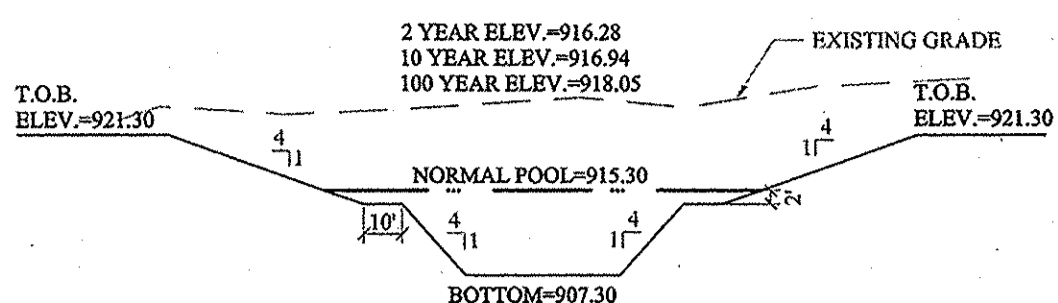 2 YEAR ELEV.=916.28
10 YEAR ELEV.=916.94
100 YEAR ELEV.=918.05
EXISTING GRADE
T.O.B.
ELEV.=921.30
T.O.B.
ELEV.=921.30
4
1
4
1
NORMAL POOL=915.30
2'
10'
4
1
4
1
BOTTOM=907.30